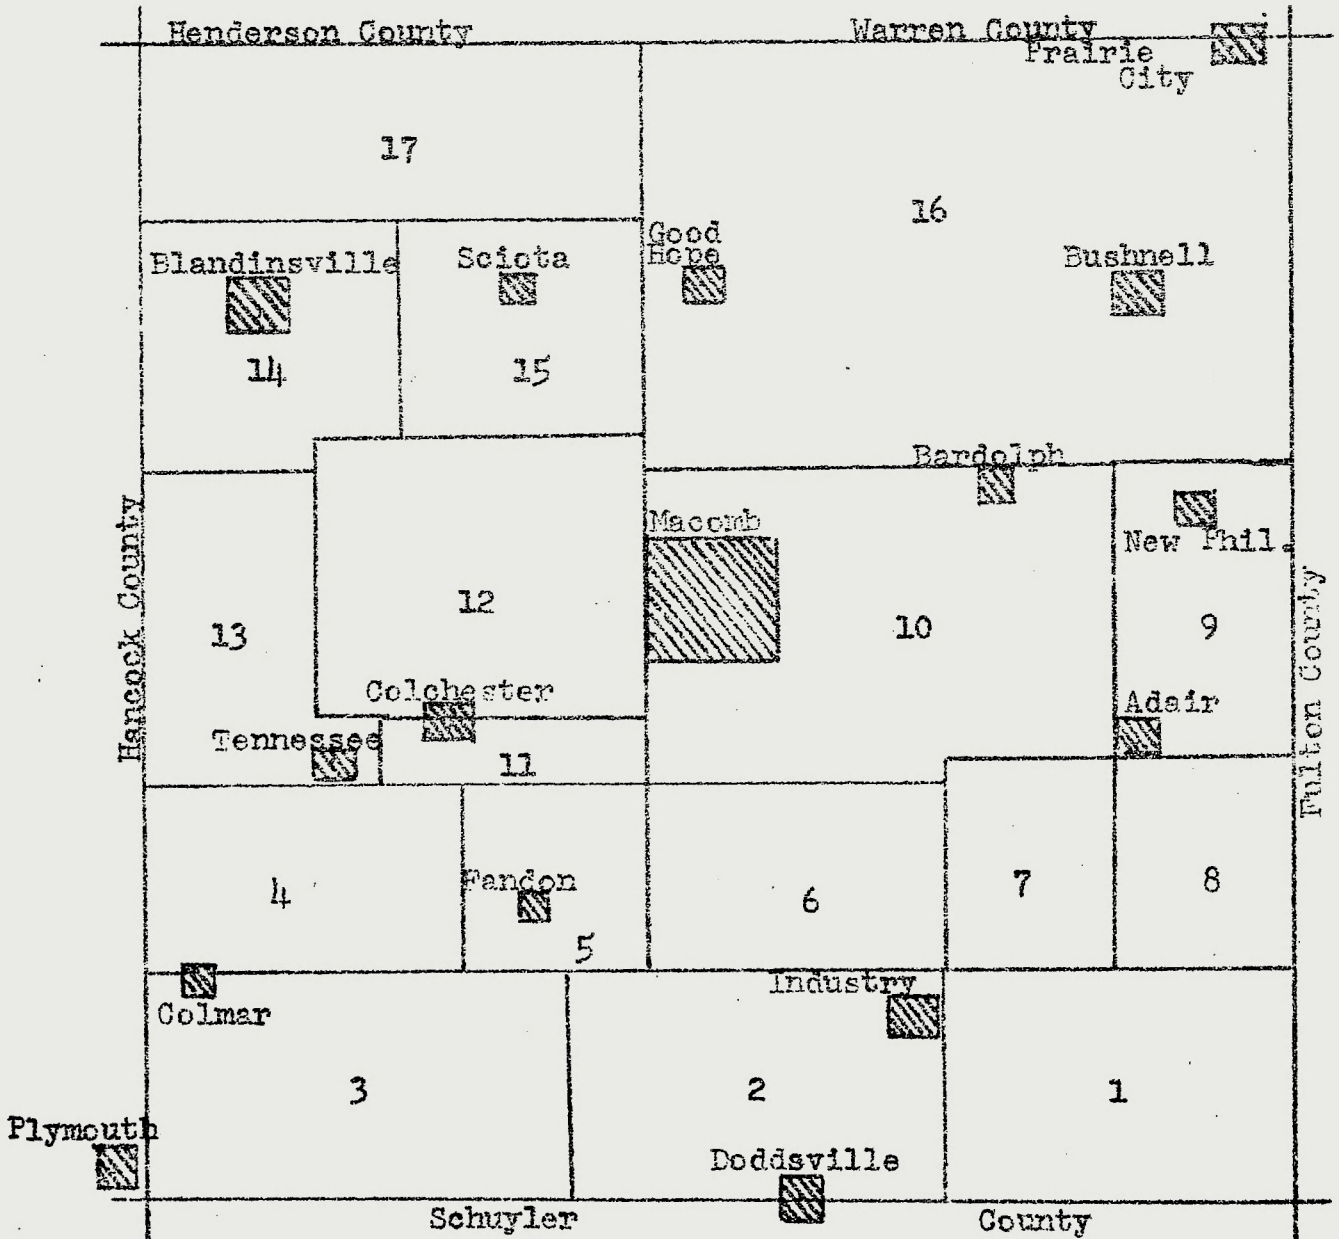 Henderson County
Warren County
Prairie
City
17
16
Good
Hope
Blandinsville
Sciota
Bushnell
14
15
Bardolph
Macomb
New Phil.
Hancock County
12
10
9
13
Fulton County
Colchester
Adair
Tennessee
11
4
Fandon
6
7
8
5
Industry
Colmar
3
2
1
Plymouth
Doddsville
Schuyler County